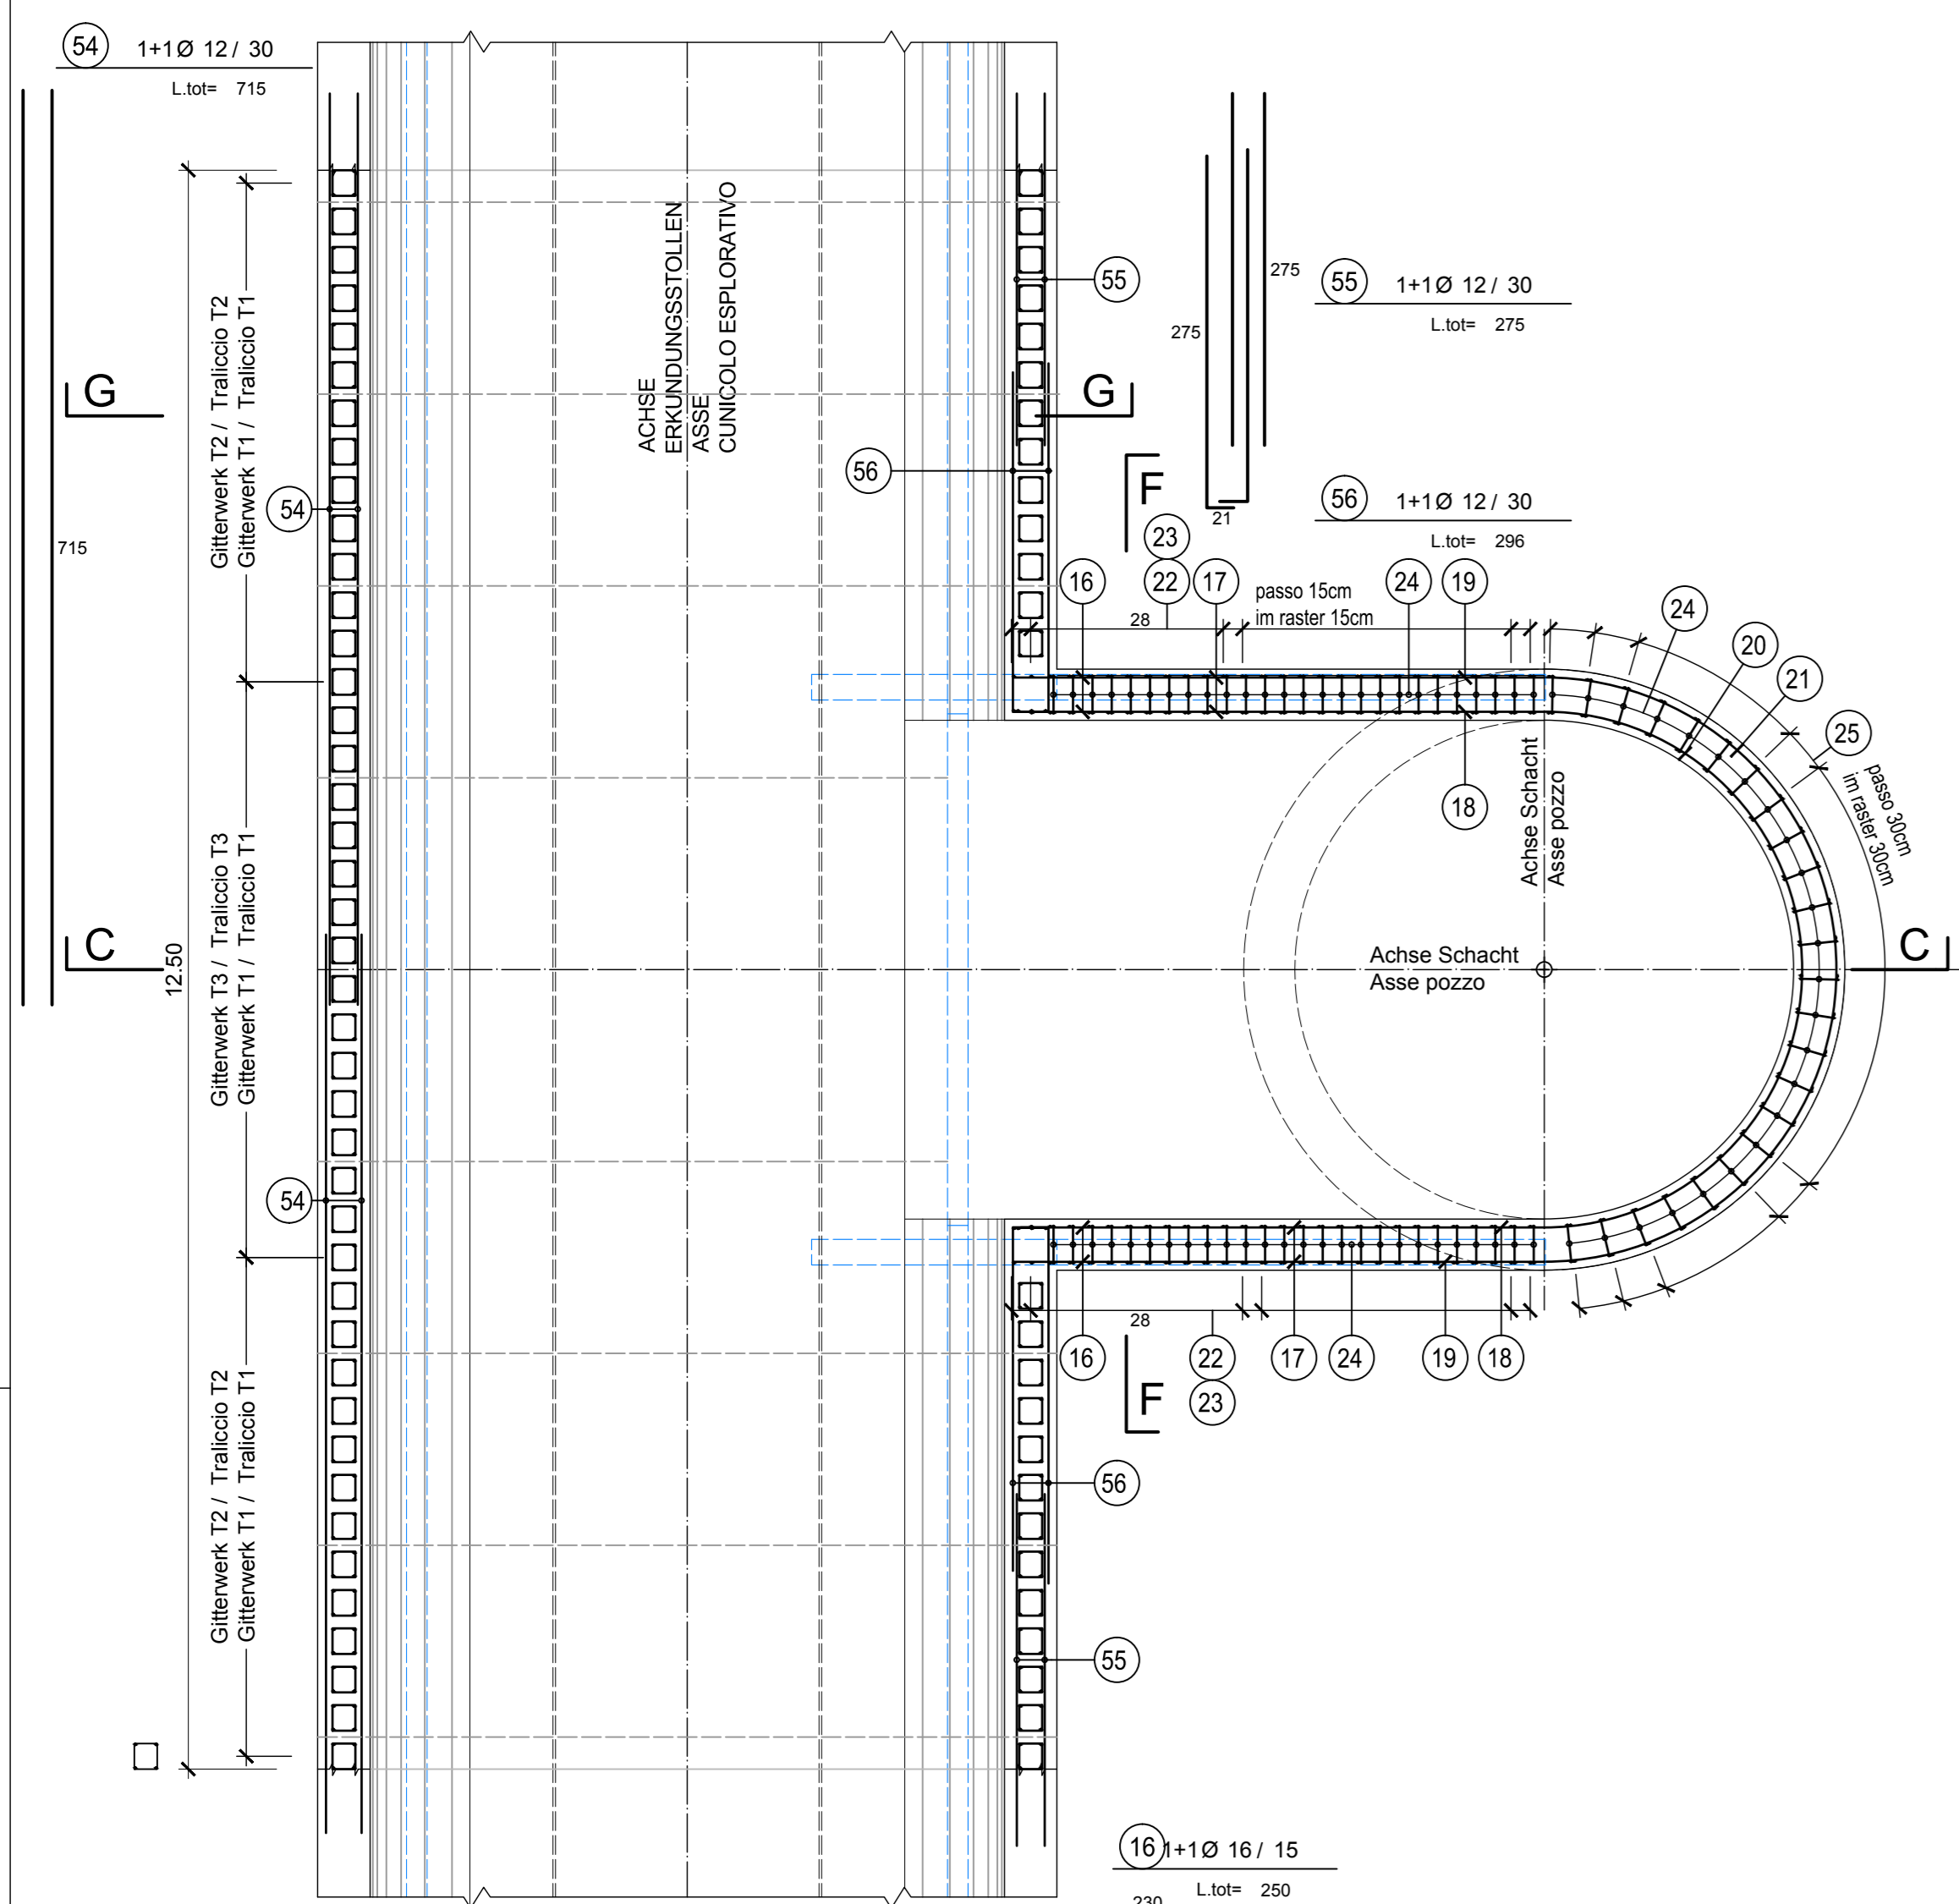 54 1+1Ø 12 / 30
L.tot= 715
715
G
C
12.50
Gitterwerk T2 / Traliccio T2
Gitterwerk T1 / Traliccio T1
Gitterwerk T3 / Traliccio T3
Gitterwerk T1 / Traliccio T1
Gitterwerk T2 / Traliccio T2
Gitterwerk T1 / Traliccio T1
54
54
ACHSE
ERKUNDUNGSSTOLLEN
ASSE
CUNICOLO ESPLORATIVO
55
G
56
F
275
275
21
55 1+1Ø 12 / 30
L.tot= 275
56 1+1Ø 12 / 30
L.tot= 296
23
16
22
17
24
19
28
passo 15cm
im raster 15cm
24
20
21
25
passo 30cm
im raster 30cm
18
Achse Schacht
Asse pozzo
Achse Schacht
Asse pozzo
C
28
16
22
17
24
19
18
23
F
56
55
16 1+1Ø 16 / 15
L.tot= 250
230